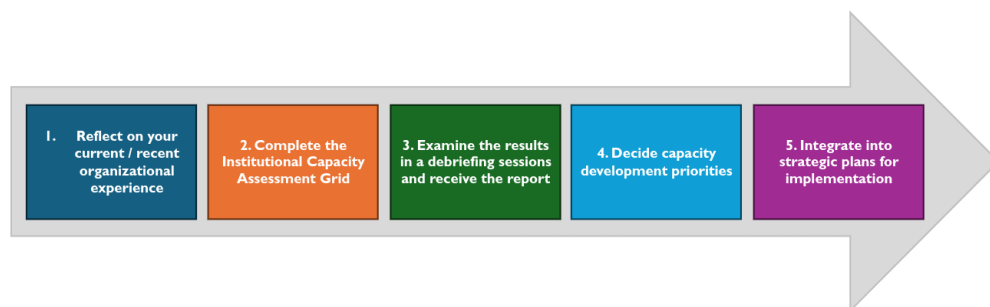 1. Reflect on your
current / recent
organizational
experience
2. Complete the
Institutional Capacity
Assessment Grid
3. Examine the results
in a debriefing sessions
and receive the report
4. Decide capacity
development priorities
5. Integrate into
strategic plans for
implementation